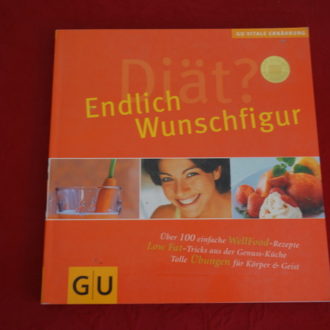 GU VITALE ERNÄHRUNG
Diät?
Endlich
Wunschfigur
Über 100 einfache WellFood-Rezepte
Low Fat-Tricks aus der Genuss-Küche
Tolle Übungen für Körper & Geist
GU